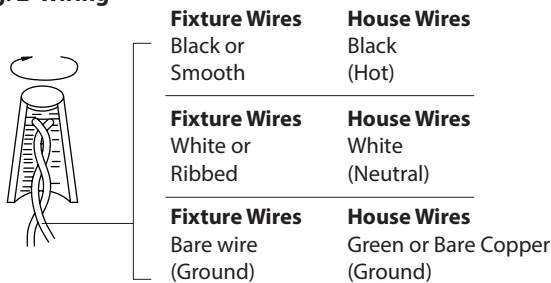 Wiring
Fixture Wires House Wires
Black or Black
Smooth (Hot)
Fixture Wires House Wires
White or White
Ribbed (Neutral)
Fixture Wires House Wires
Bare wire Green or Bare Copper
(Ground) (Ground)